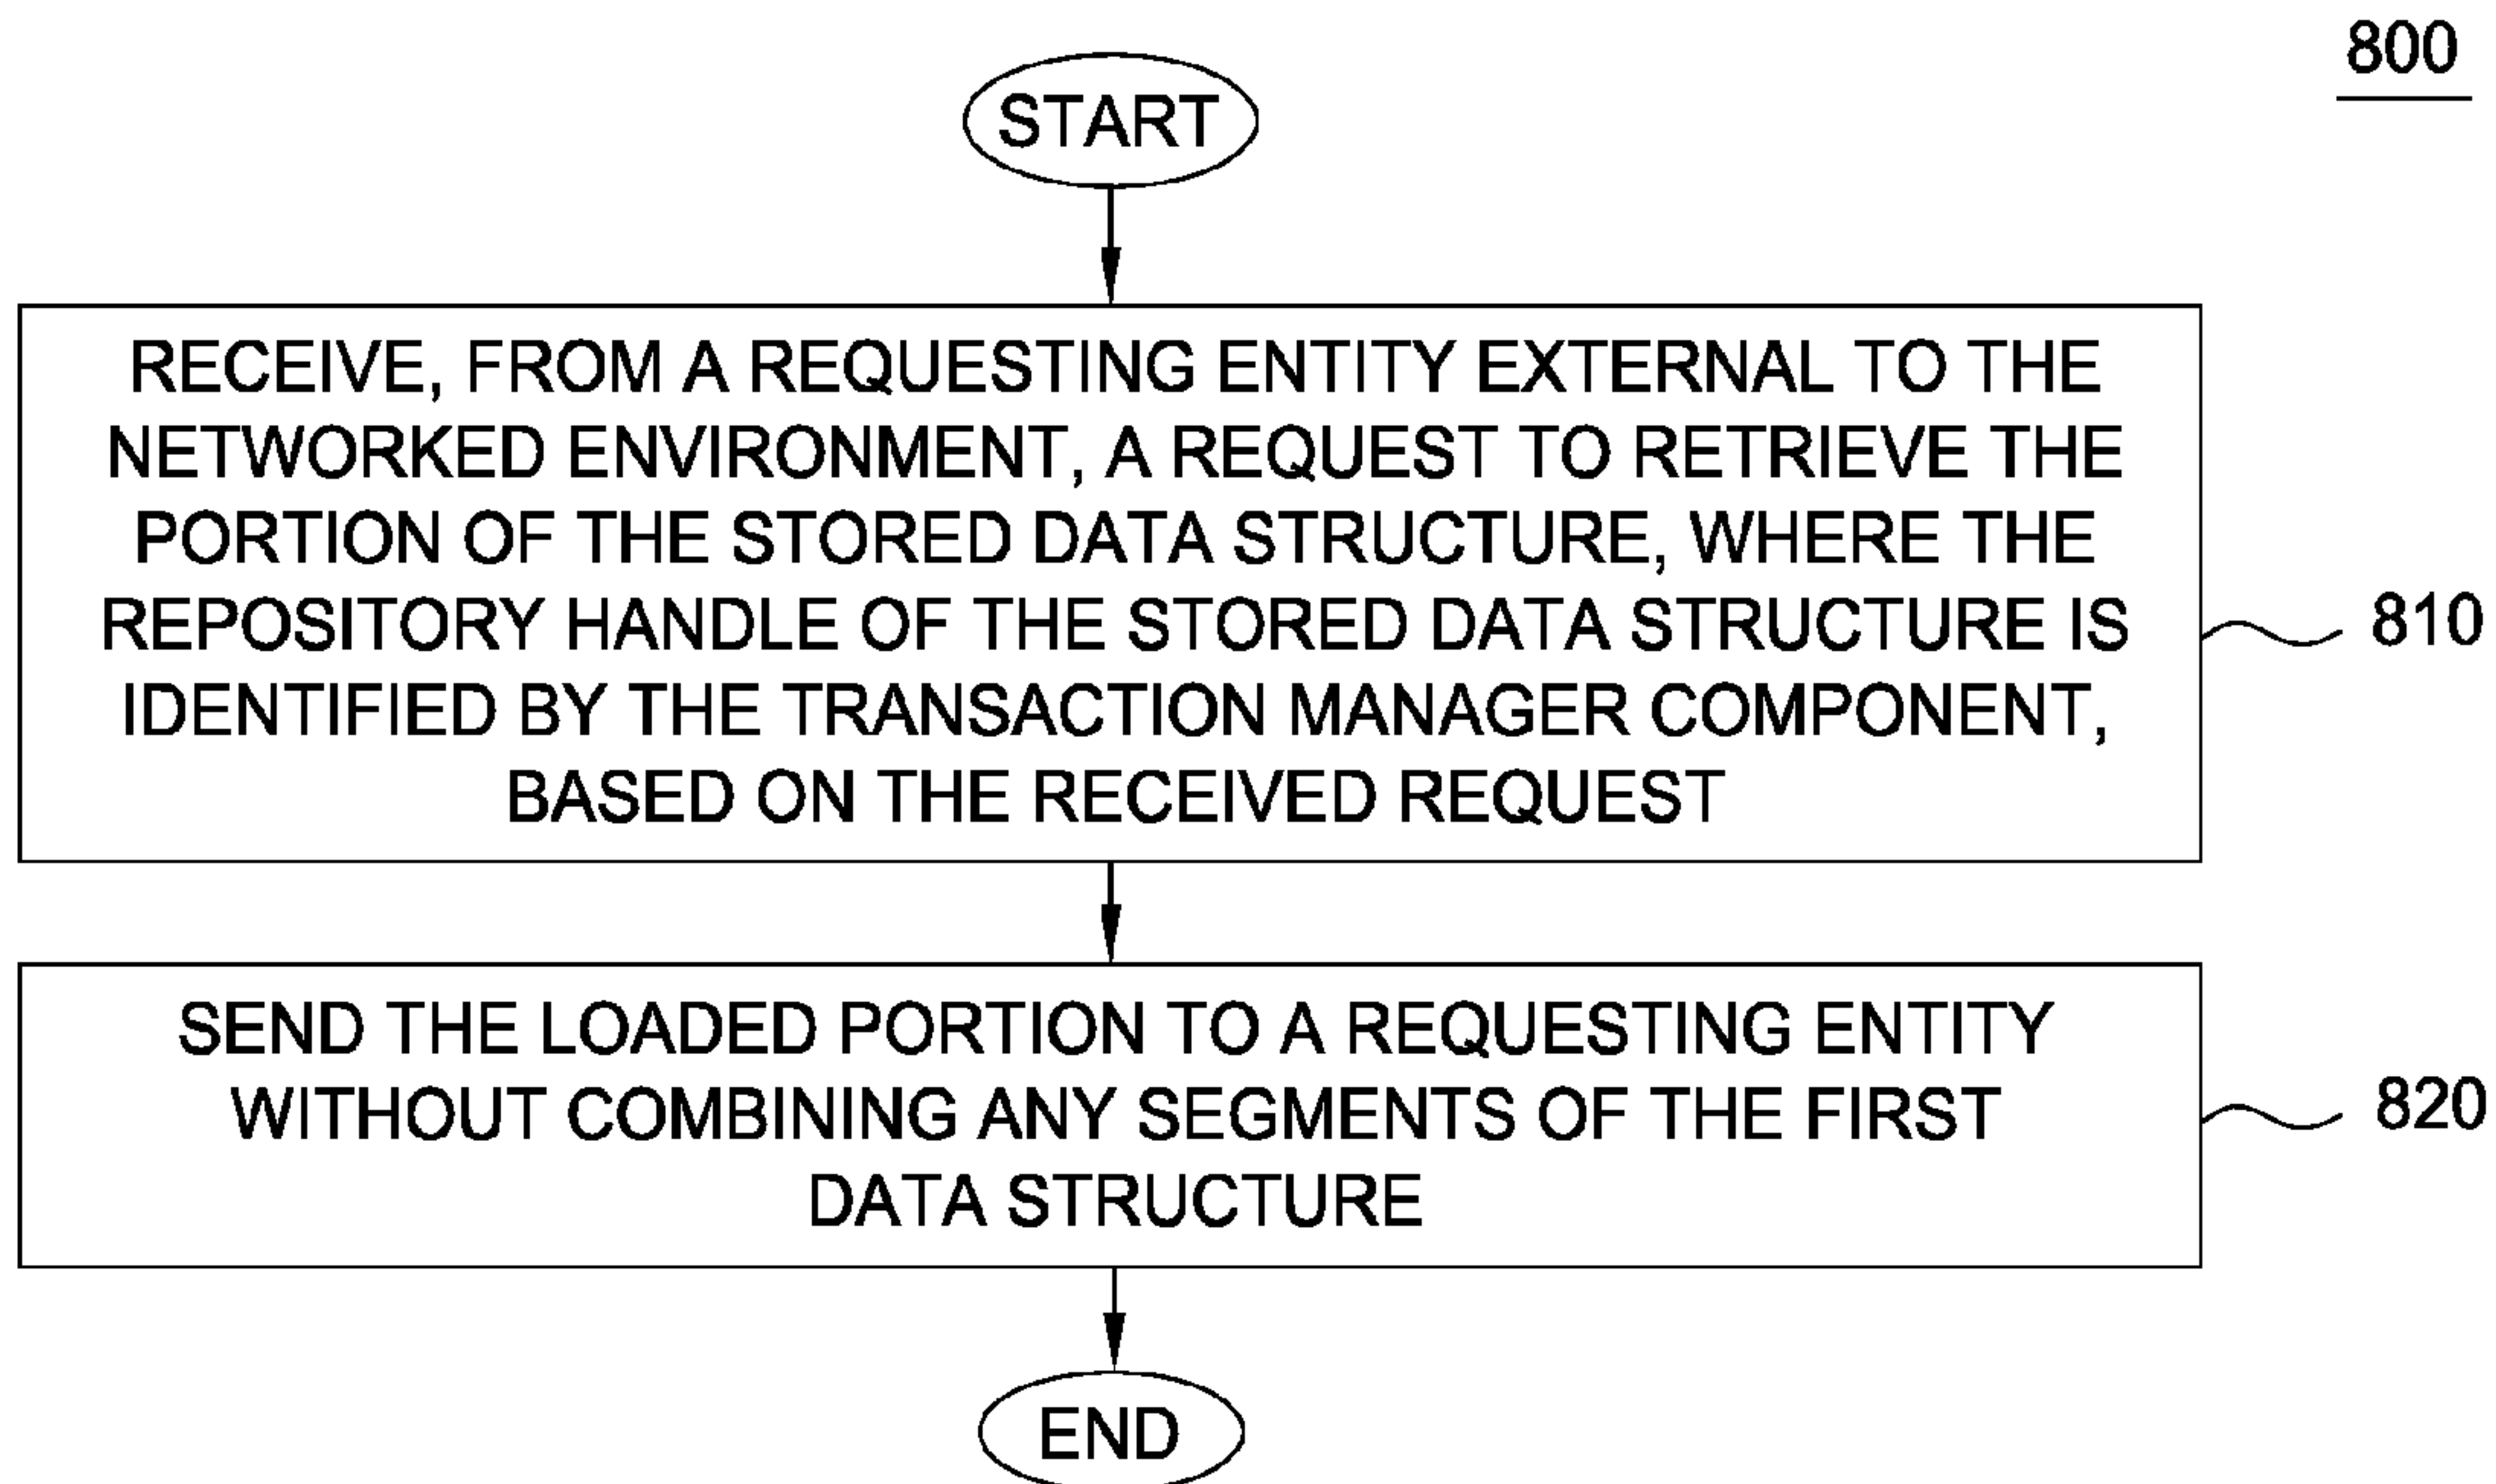 800
START
RECEIVE, FROM A REQUESTING ENTITY EXTERNAL TO THE
NETWORKED ENVIRONMENT, A REQUEST TO RETRIEVE THE
PORTION OF THE STORED DATA STRUCTURE, WHERE THE
REPOSITORY HANDLE OF THE STORED DATA STRUCTURE IS
IDENTIFIED BY THE TRANSACTION MANAGER COMPONENT,
BASED ON THE RECEIVED REQUEST
810
SEND THE LOADED PORTION TO A REQUESTING ENTITY
WITHOUT COMBINING ANY SEGMENTS OF THE FIRST
DATA STRUCTURE
820
END